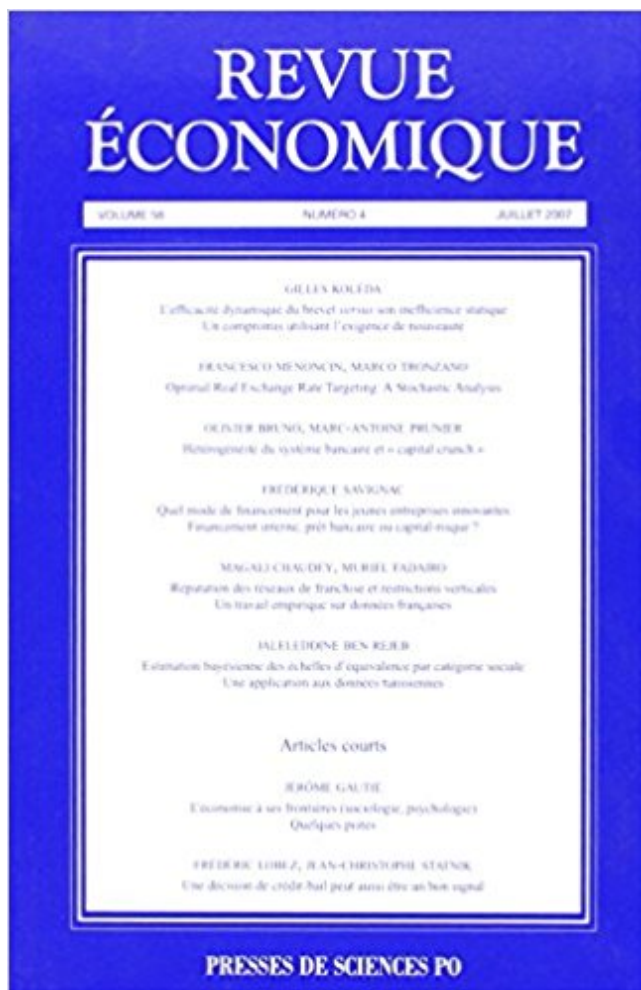 REVUE
ÉCONOMIQUE
VOLUME 58 NUMÉRO 4 JUILLET 2007
GILLES KOLÉDA
L'efficacité dynamique du brevet versus son inefficience statique
Un compromis utilisant l'exigence de nouveauté
FRANCESCO MENONCIN, MARCO TRONZANO
Optimal Real Exchange Rate Targeting: A Stochastic Analysis
OLIVIER BRUNO, MARC-ANTOINE PRUNIER
Hétérogénéité du système bancaire et « capital crunch »
FRÉDÉRIQUE SAVIGNAC
Quel mode de financement pour les jeunes entreprises innovantes
Financement interne, prêt bancaire ou capital-risque ?
MAGALI CHAUDEY, MURIEL FADAIRO
Réputation des réseaux de franchise et restrictions verticales
Un travail empirique sur données françaises
JALELEDDINE BEN REJEB
Estimation bayésienne des échelles d'équivalence par catégorie sociale
Une application aux données tunisiennes
Articles courts
JÉRÔME GAUTIÉ
L'économie à ses frontières (sociologie, psychologie)
Quelques pistes
FRÉDÉRIC LOBEZ, JEAN-CHRISTOPHE STATNIK
Une décision de crédit-bail peut aussi être un bon signal
PRESSES DE SCIENCES PO